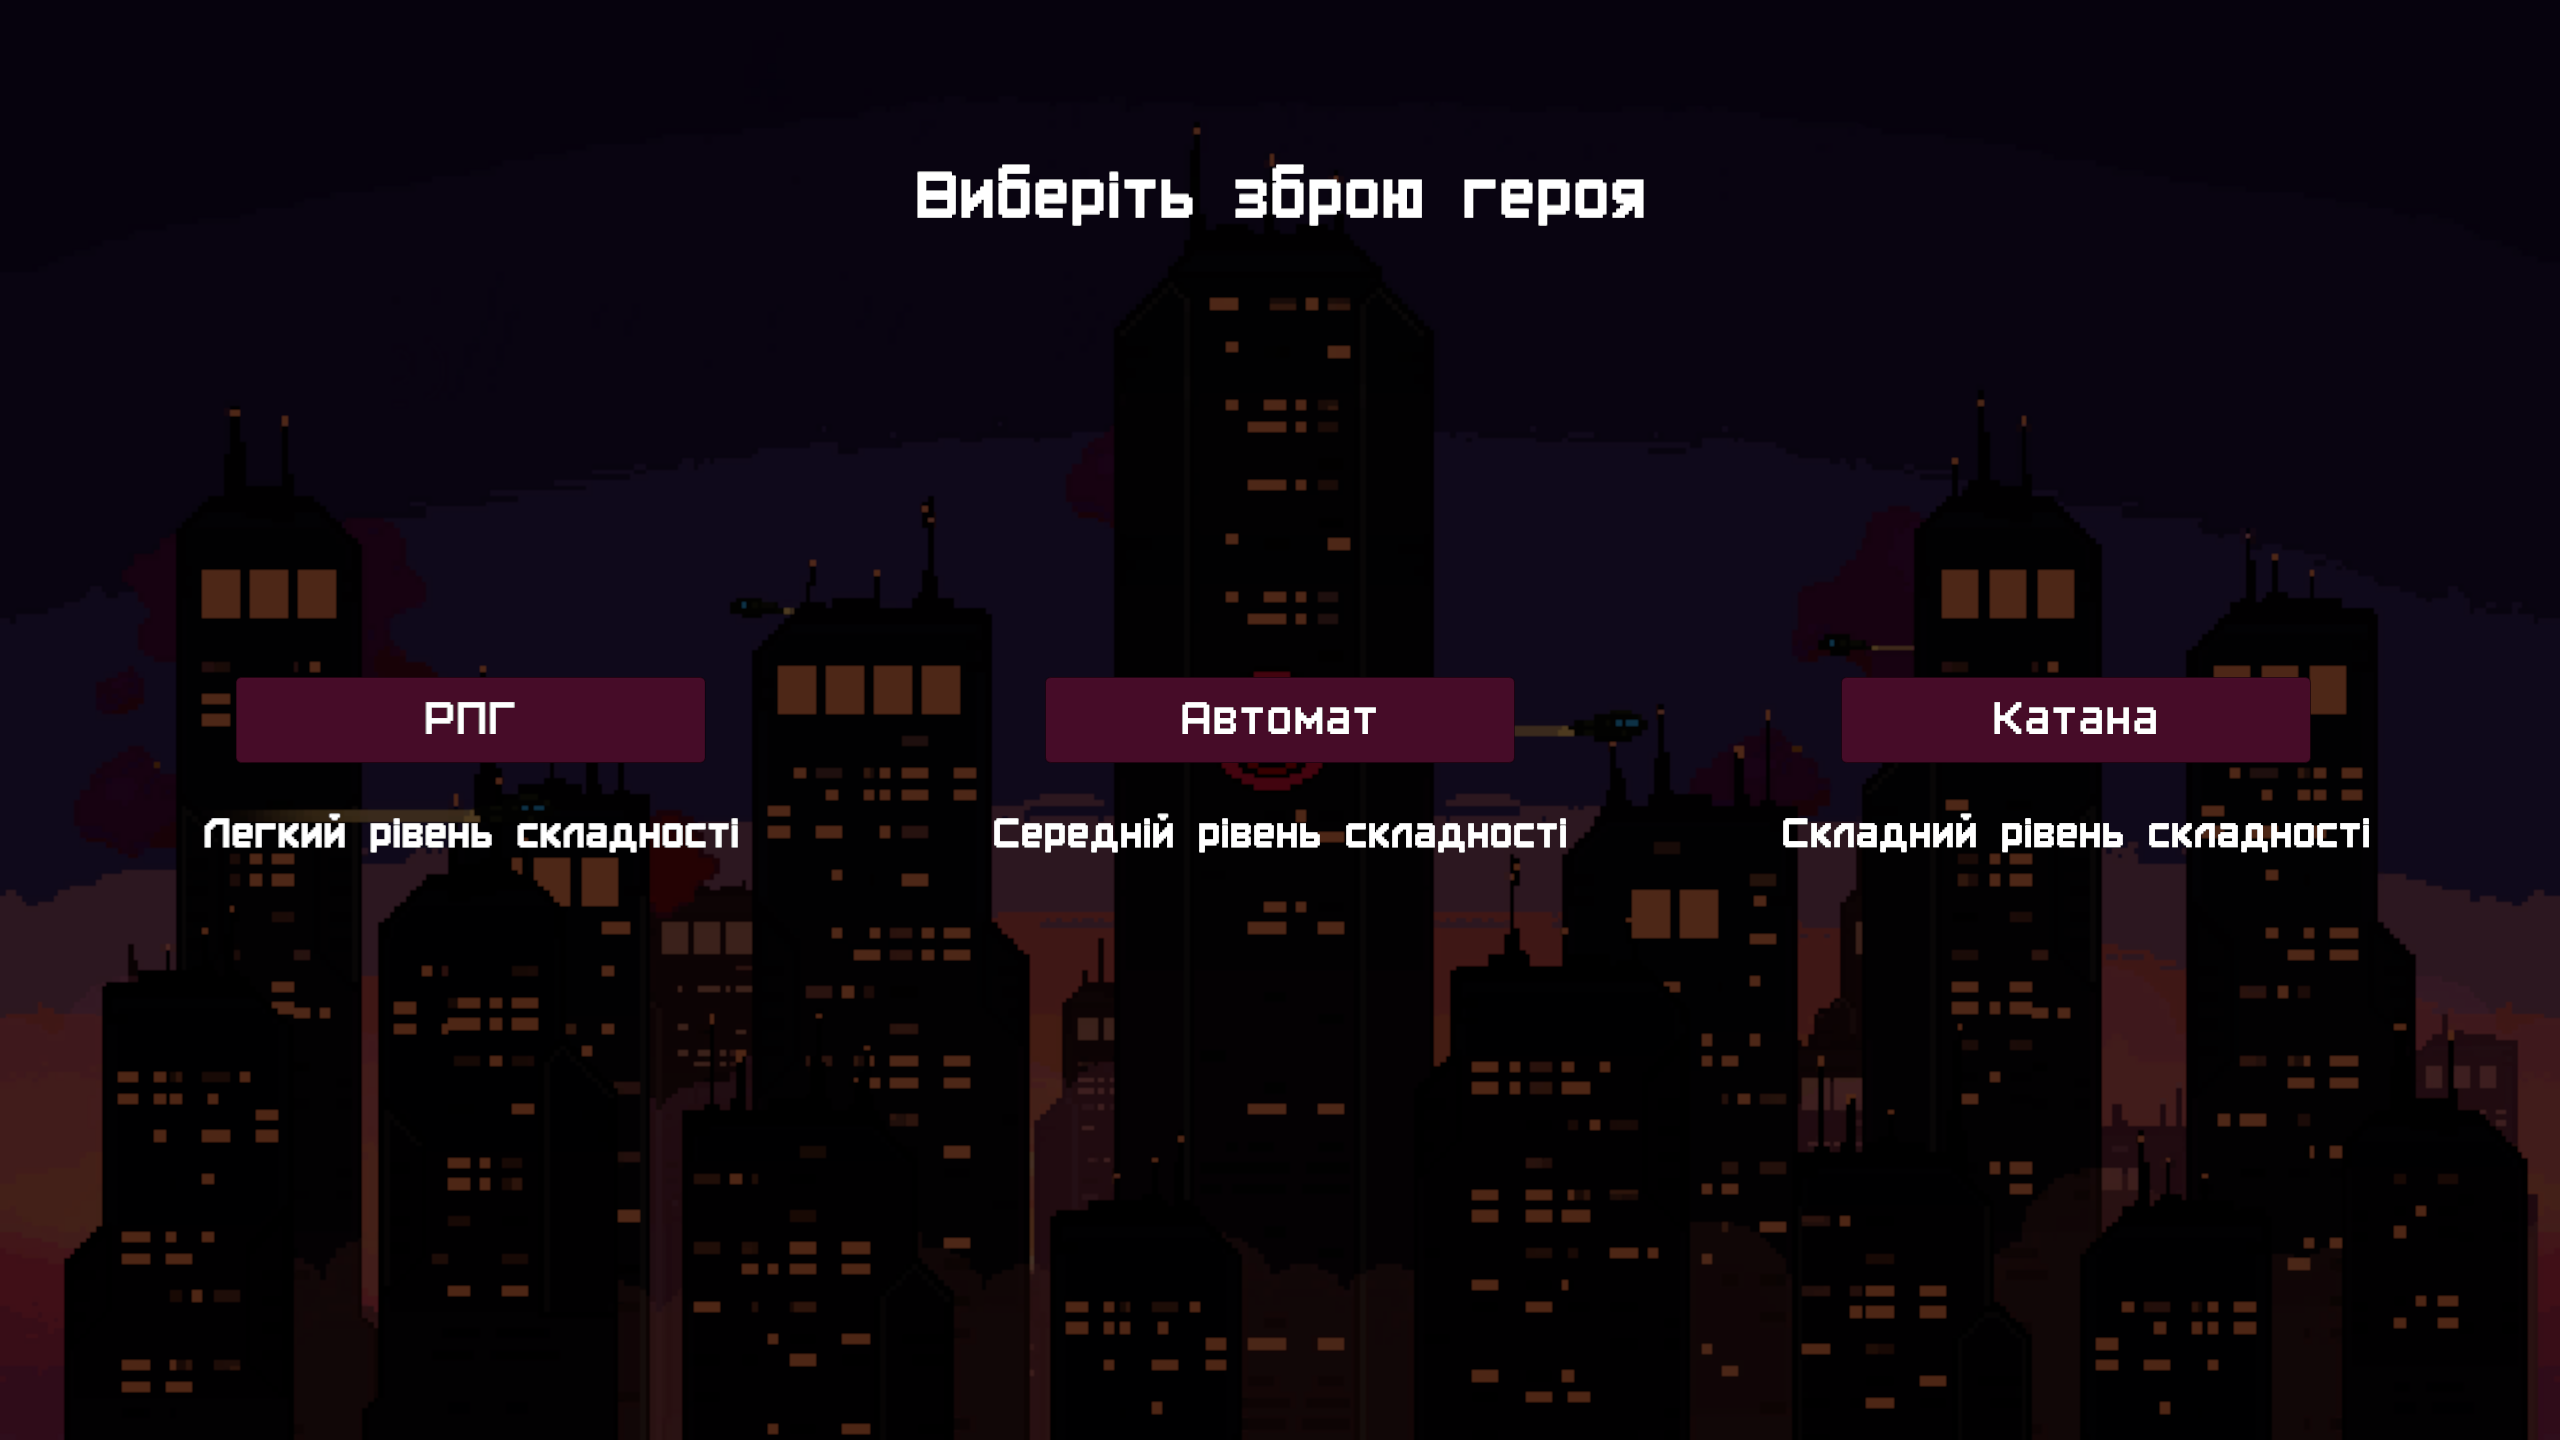 Виберіть зброю героя
РПГ
Автомат
Катана
Легкий рівень складності
Середній рівень складності
Складний рівень складності